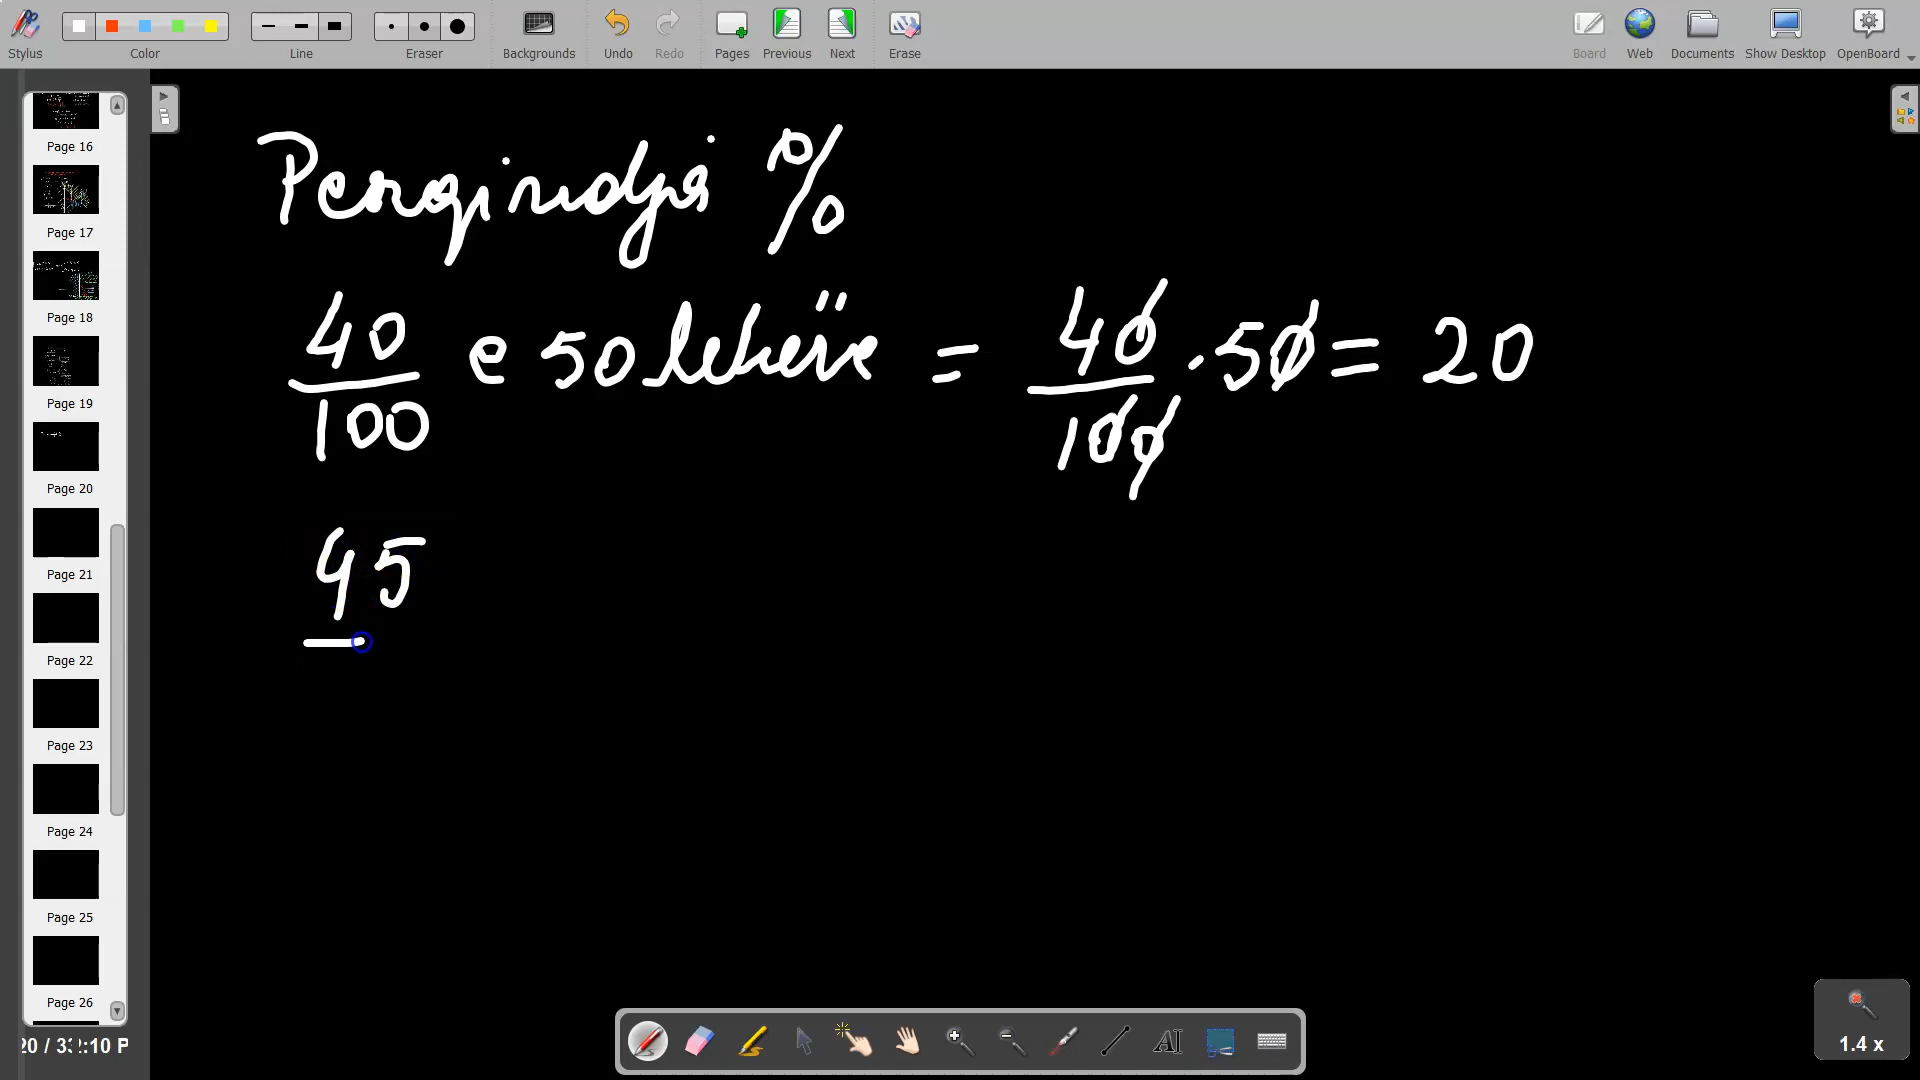 Stylus
Color
Line
Eraser
Backgrounds
Undo
Redo
Pages
Previous
Next
Erase
Board
Web
Documents
Show Desktop
OpenBoard
Page 16
Page 17
Page 18
Page 19
Page 20
Page 21
Page 22
Page 23
Page 24
Page 25
Page 26
%
40/100 e 50 lekëve = 40/100 · 50 = 20
45
1.4 x